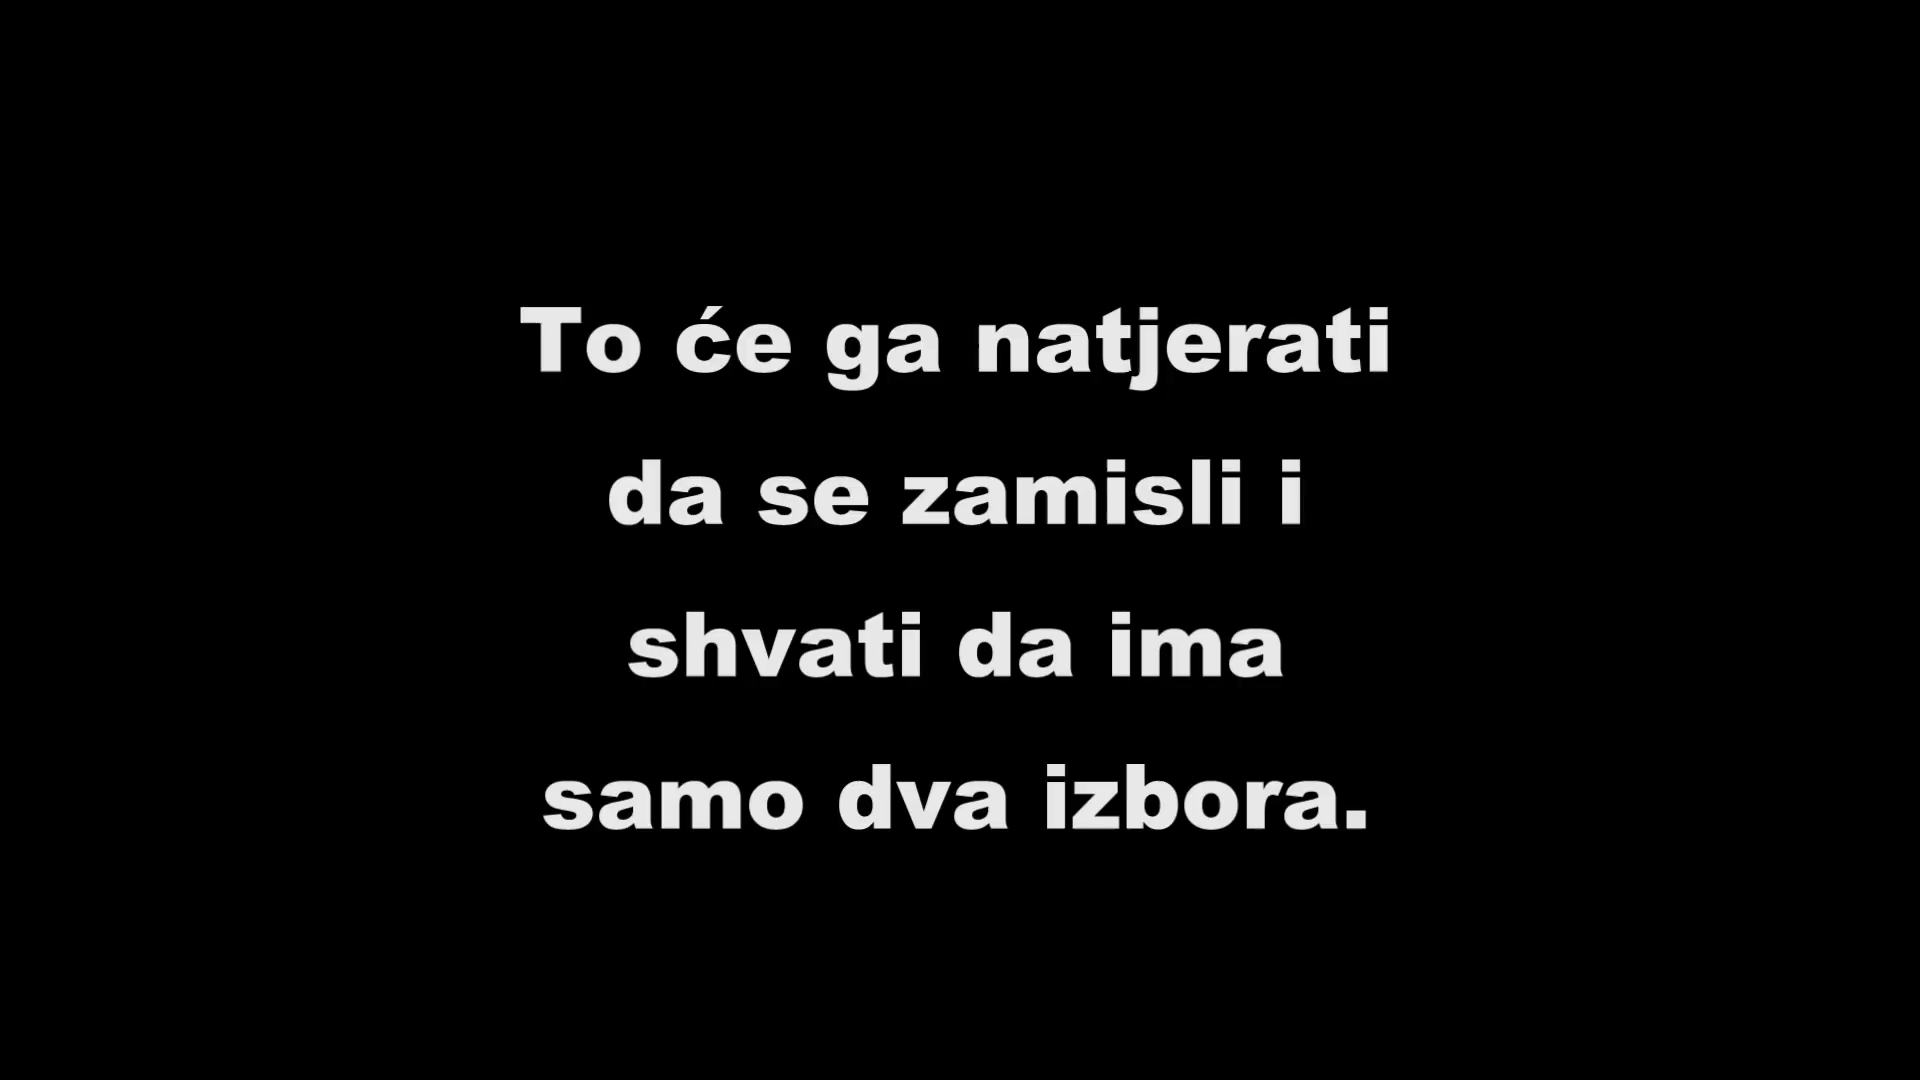 To će ga natjerati
da se zamisli i
shvati da ima
samo dva izbora.